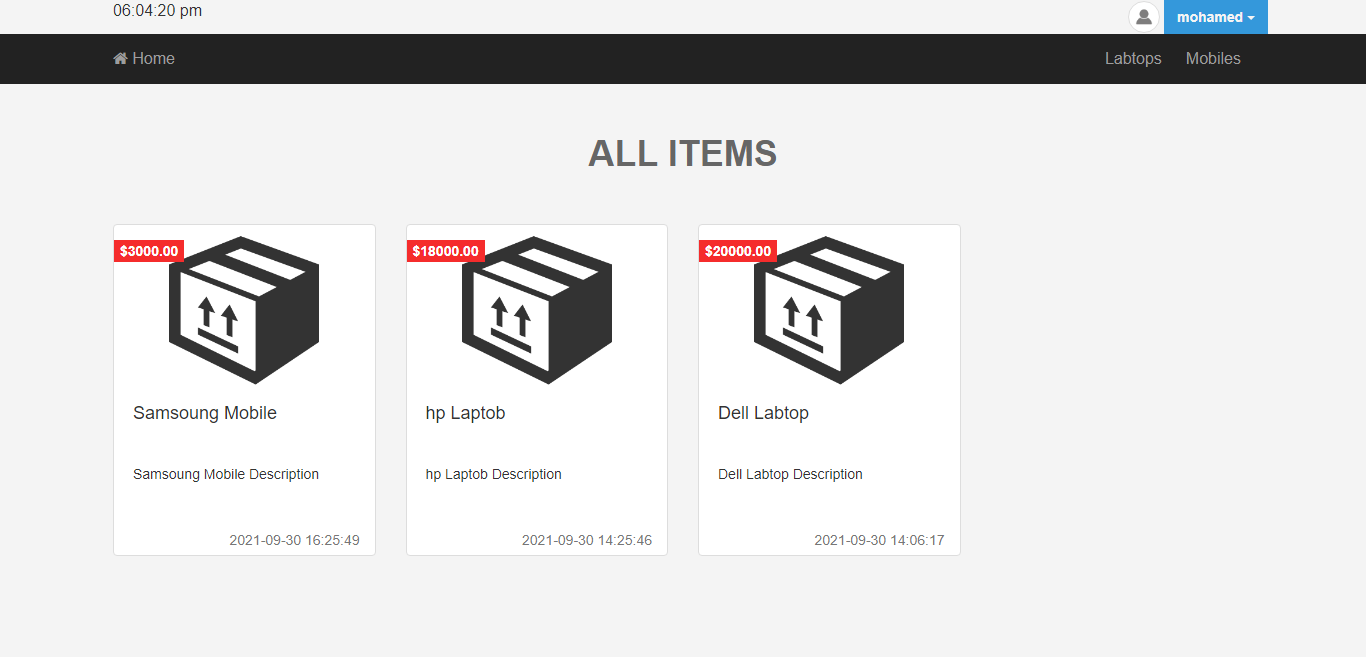 06:04:20 pm
mohamed
Home
Labtops
Mobiles
ALL ITEMS
$3000.00
Samsoung Mobile
Samsoung Mobile Description
2021-09-30 16:25:49
$18000.00
hp Laptob
hp Laptob Description
2021-09-30 14:25:46
$20000.00
Dell Labtop
Dell Labtop Description
2021-09-30 14:06:17